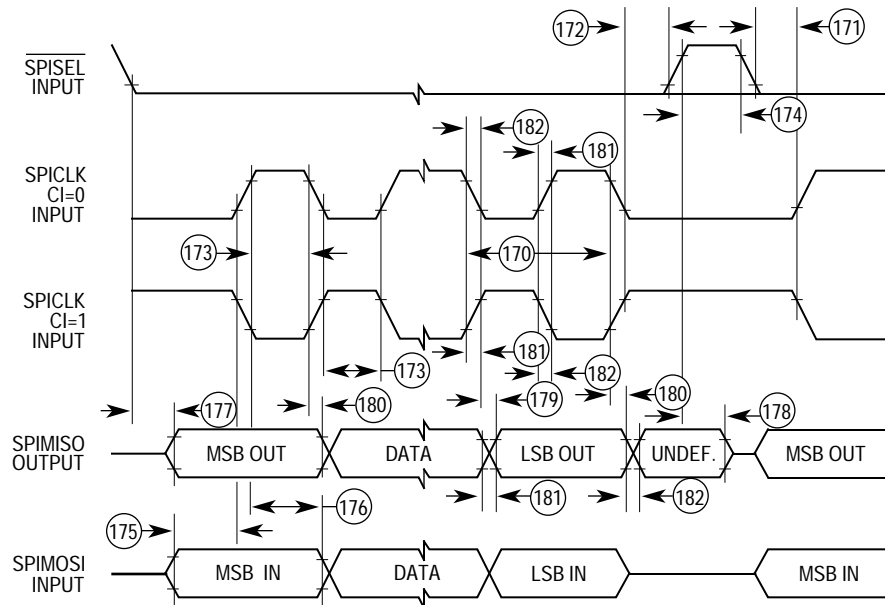 172
171
SPISEL
INPUT
174
182
181
SPICLK
CI=0
INPUT
173
170
SPICLK
CI=1
INPUT
181
173
182
179
180
177
180
178
SPIMISO
OUTPUT
MSB OUT
DATA
LSB OUT
UNDEF.
MSB OUT
181
182
176
175
SPIMOSI
INPUT
MSB IN
DATA
LSB IN
MSB IN